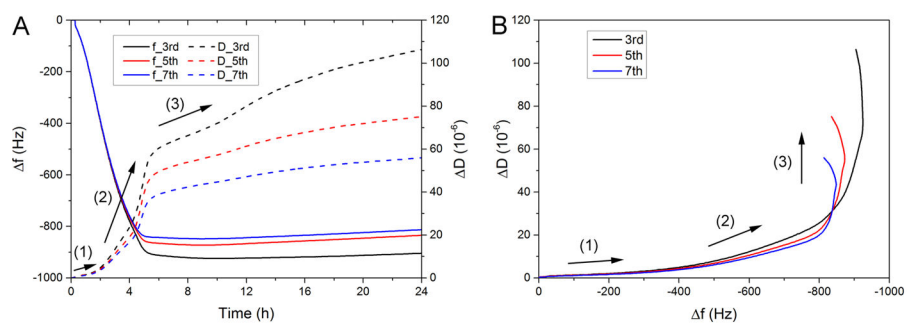 A
B
f_3rd D_3rd
f_5th D_5th
f_7th D_7th
(1)
(2)
(3)
0
-200
-400
-600
-800
-1000
Δf (Hz)
0 4 8 12 16 20 24
Time (h)
120
100
80
60
40
20
0
ΔD (10⁻⁶)
3rd
5th
7th
(1)
(2)
(3)
120
100
80
60
40
20
0
ΔD (10⁻⁶)
0 -200 -400 -600 -800 -1000
Δf (Hz)